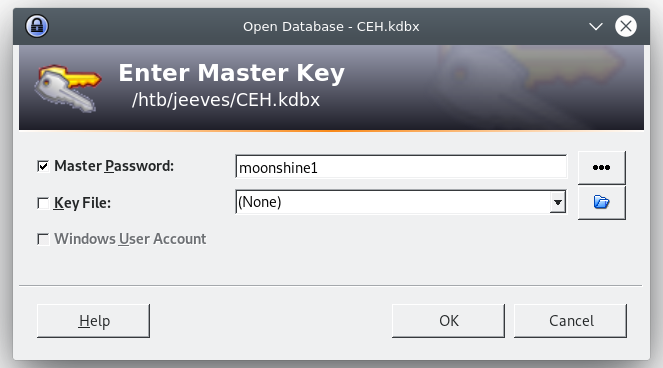 Open Database - CEH.kdbx
Enter Master Key
/htb/jeeves/CEH.kdbx
Master Password:
moonshine1
Key File:
(None)
Windows User Account
Help
OK
Cancel